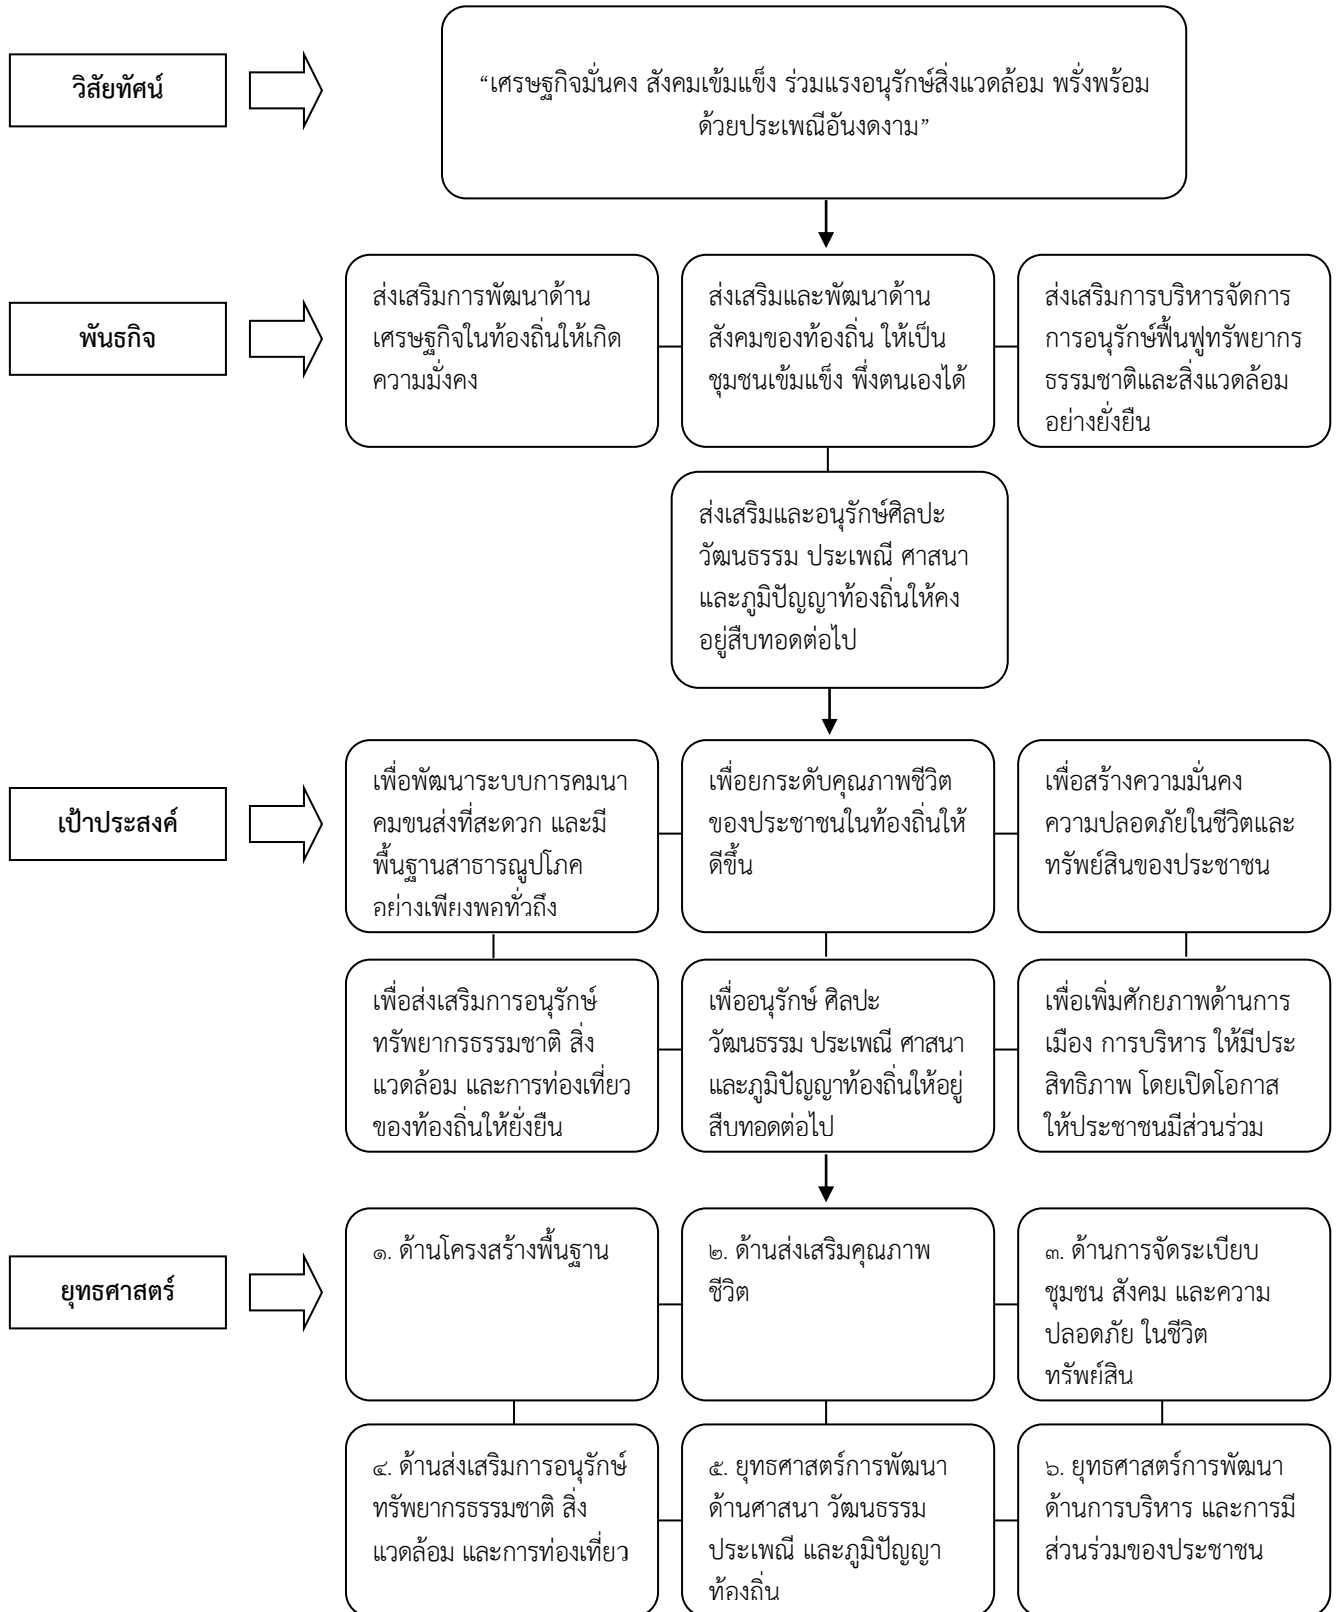 วิสัยทัศน์
“เศรษฐกิจมั่นคง สังคมเข้มแข็ง ร่วมแรงอนุรักษ์สิ่งแวดล้อม พรั่งพร้อม
ด้วยประเพณีอันงดงาม”
พันธกิจ
ส่งเสริมการพัฒนาด้าน
เศรษฐกิจในท้องถิ่นให้เกิด
ความมั่งคง
ส่งเสริมและพัฒนาด้าน
สังคมของท้องถิ่น ให้เป็น
ชุมชนเข้มแข็ง พึ่งตนเองได้
ส่งเสริมการบริหารจัดการ
การอนุรักษ์ฟื้นฟูทรัพยากร
ธรรมชาติและสิ่งแวดล้อม
อย่างยั่งยืน
ส่งเสริมและอนุรักษ์ศิลปะ
วัฒนธรรม ประเพณี ศาสนา
และภูมิปัญญาท้องถิ่นให้คง
อยู่สืบทอดต่อไป
เป้าประสงค์
เพื่อพัฒนาระบบการคมนา
คมขนส่งที่สะดวก และมี
พื้นฐานสาธารณูปโภค
อย่างเพียงพอทั่วถึง
เพื่อยกระดับคุณภาพชีวิต
ของประชาชนในท้องถิ่นให้
ดีขึ้น
เพื่อสร้างความมั่นคง
ความปลอดภัยในชีวิตและ
ทรัพย์สินของประชาชน
เพื่อส่งเสริมการอนุรักษ์
ทรัพยากรธรรมชาติ สิ่ง
แวดล้อม และการท่องเที่ยว
ของท้องถิ่นให้ยั่งยืน
เพื่ออนุรักษ์ ศิลปะ
วัฒนธรรม ประเพณี ศาสนา
และภูมิปัญญาท้องถิ่นให้อยู่
สืบทอดต่อไป
เพื่อเพิ่มศักยภาพด้านการ
เมือง การบริหาร ให้มีประ
สิทธิภาพ โดยเปิดโอกาส
ให้ประชาชนมีส่วนร่วม
ยุทธศาสตร์
๑. ด้านโครงสร้างพื้นฐาน
๒. ด้านส่งเสริมคุณภาพ
ชีวิต
๓. ด้านการจัดระเบียบ
ชุมชน สังคม และความ
ปลอดภัย ในชีวิต
ทรัพย์สิน
๔. ด้านส่งเสริมการอนุรักษ์
ทรัพยากรธรรมชาติ สิ่ง
แวดล้อม และการท่องเที่ยว
๕. ยุทธศาสตร์การพัฒนา
ด้านศาสนา วัฒนธรรม
ประเพณี และภูมิปัญญา
ท้องถิ่น
๖. ยุทธศาสตร์การพัฒนา
ด้านการบริหาร และการมี
ส่วนร่วมของประชาชน